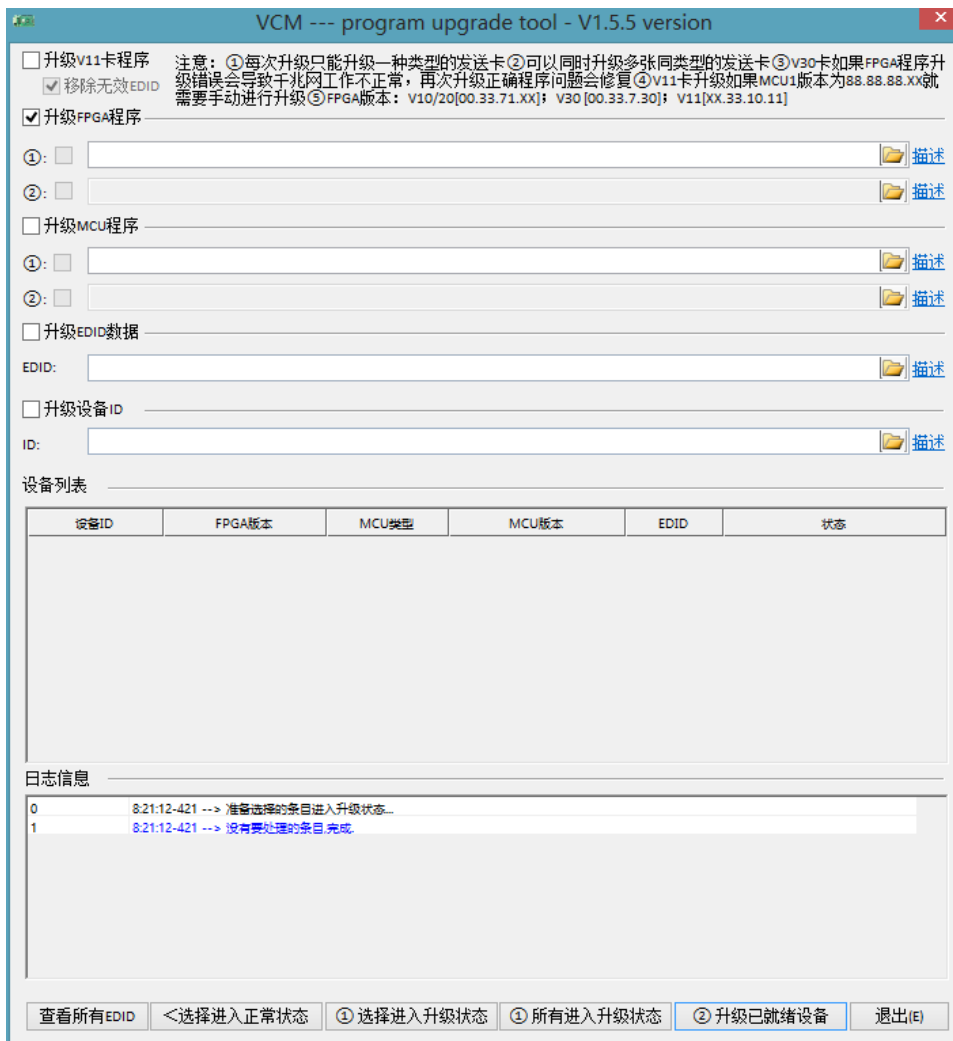 VCM --- program upgrade tool - V1.5.5 version
升级V11卡程序
移除无效EDID
注意：①每次升级只能升级一种类型的发送卡②可以同时升级多张同类型的发送卡③V30卡如果FPGA程序升
级错误会导致千兆网工作不正常，再次升级正确程序问题会修复④V11卡升级如果MCU1版本为88.88.88.XX就
需要手动进行升级⑤FPGA版本：V10/20[00.33.71.XX]；V30 [00.33.7.30]；V11[XX.33.10.11]
升级FPGA程序
①: 描述
②: 描述
升级MCU程序
①: 描述
②: 描述
升级EDID数据
EDID: 描述
升级设备ID
ID: 描述
设备列表
设备ID FPGA版本 MCU类型 MCU版本 EDID 状态
日志信息
0 8:21:12-421 --> 准备选择的条目进入升级状态...
1 8:21:12-421 --> 没有要处理的条目,完成.
查看所有EDID <选择进入正常状态 ①选择进入升级状态 ①所有进入升级状态 ②升级已就绪设备 退出(E)